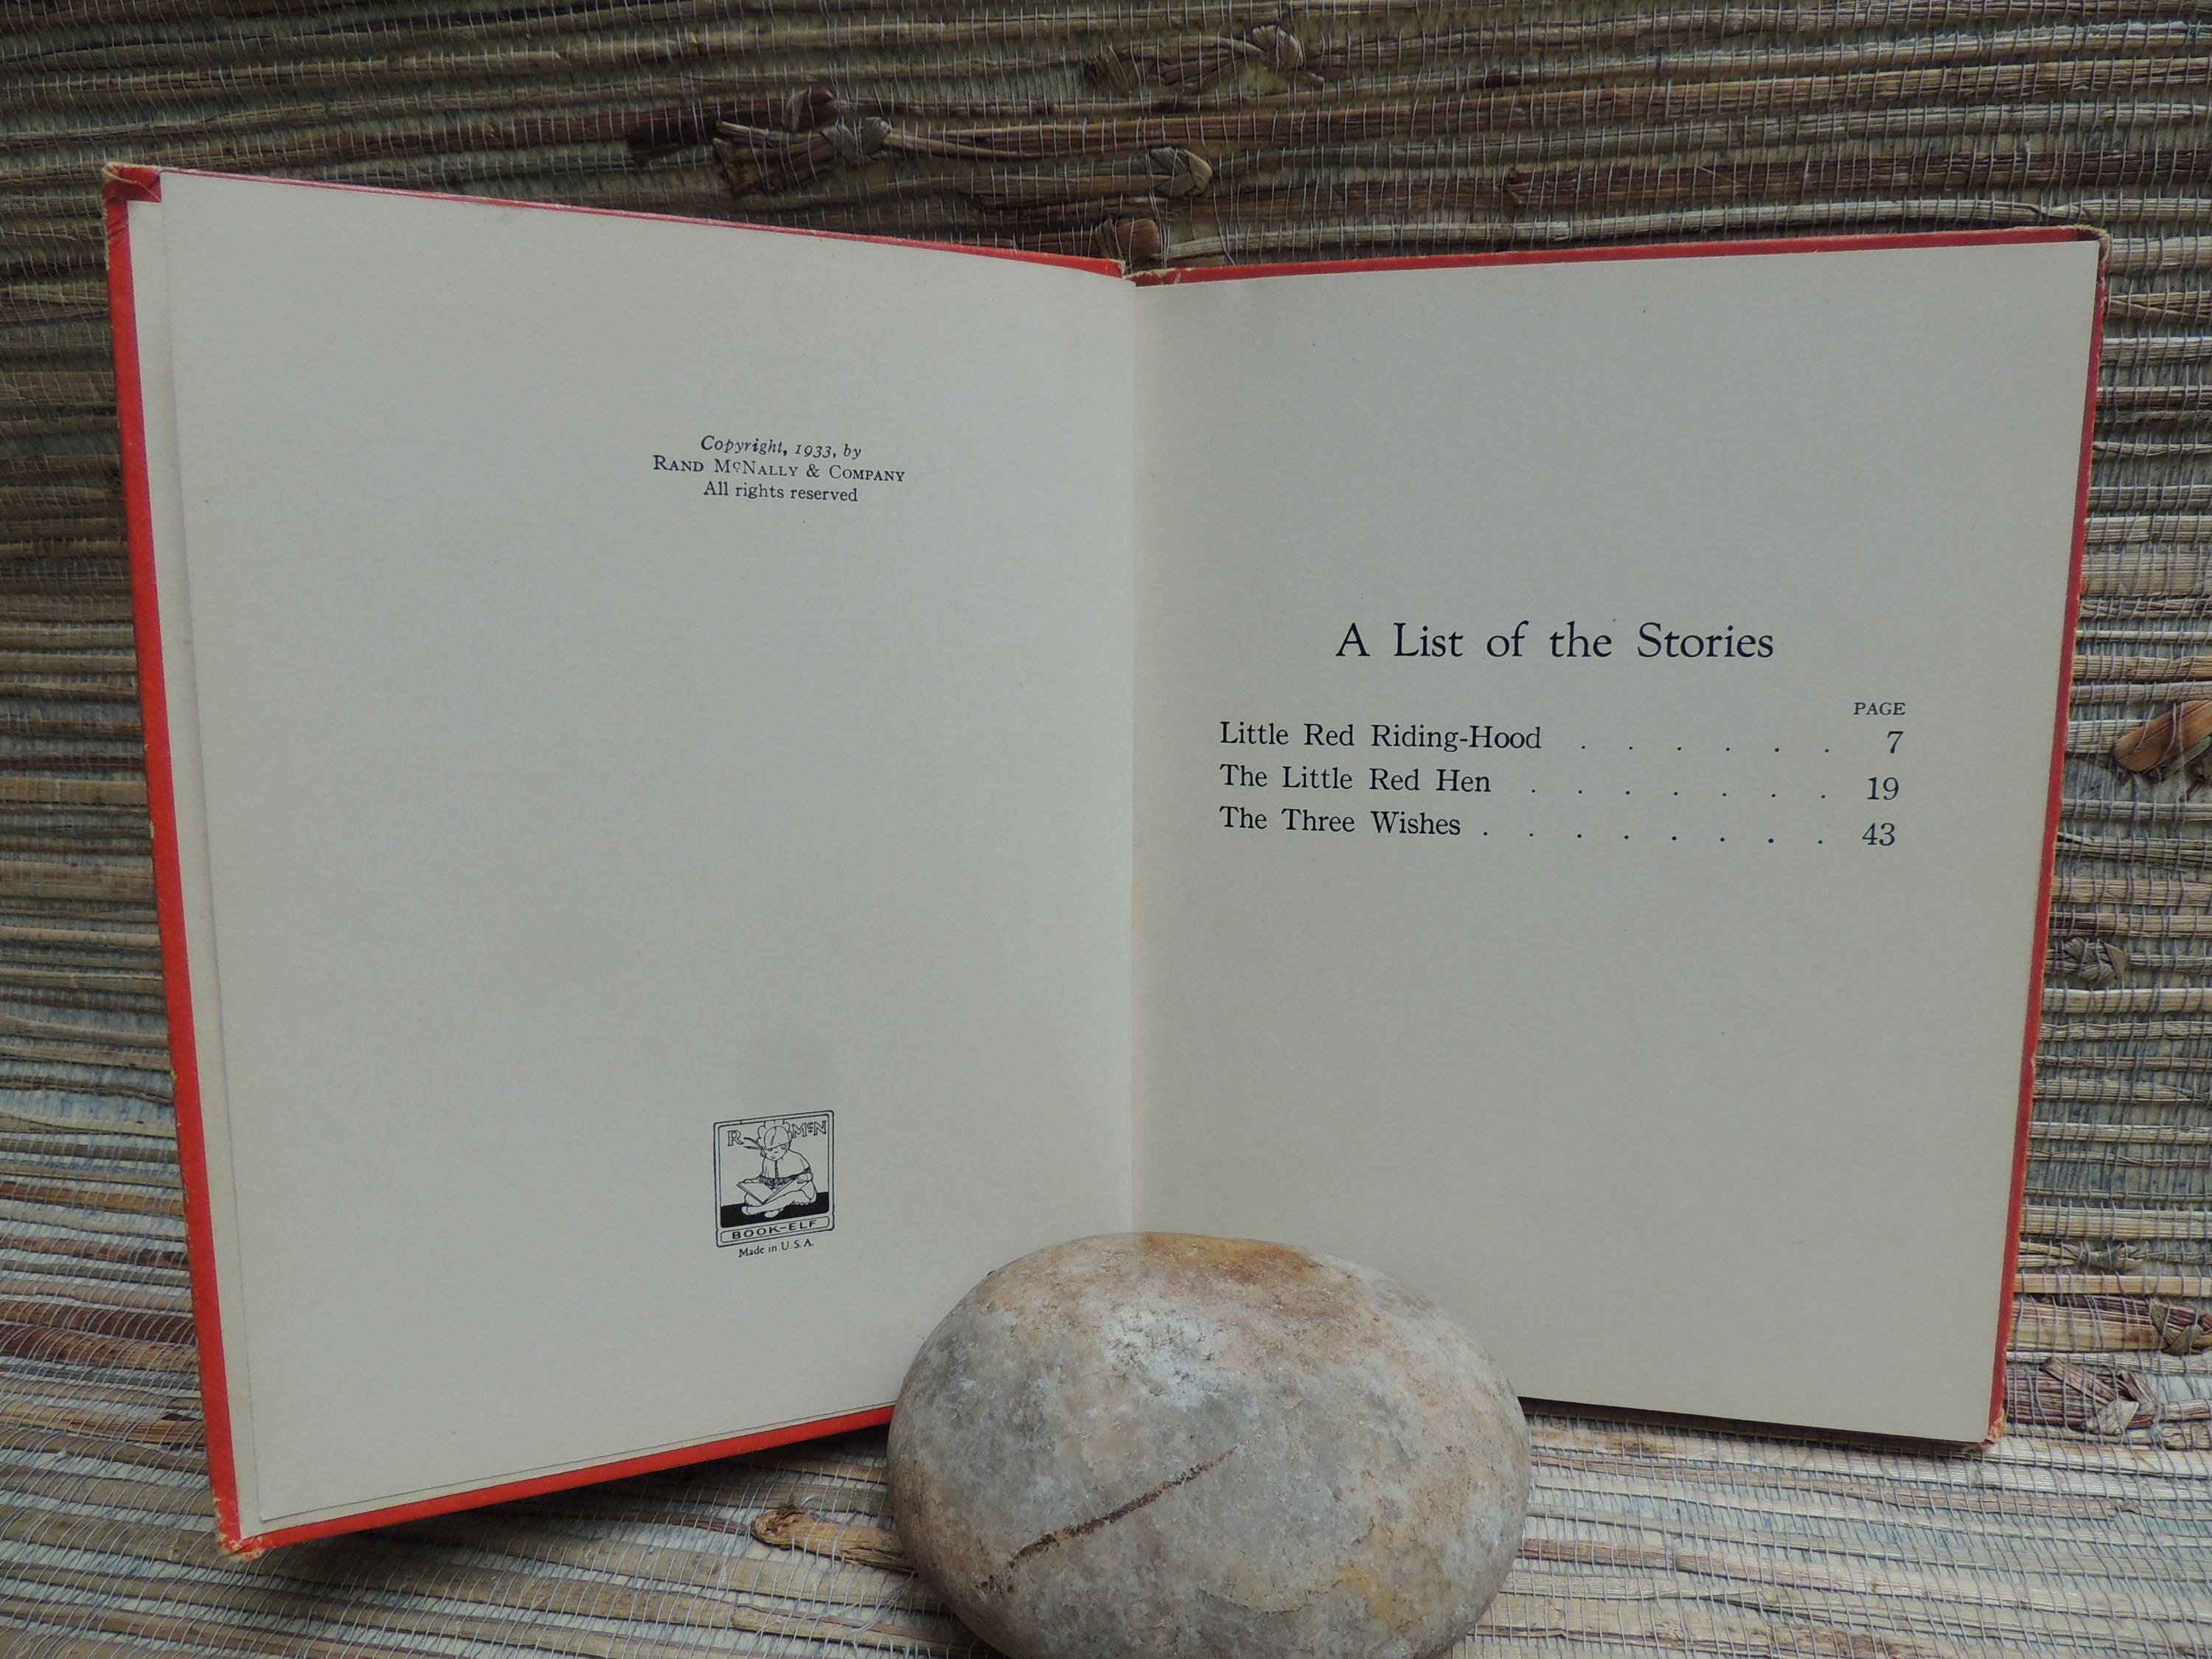 Copyright, 1933, by
RAND McNALLY & COMPANY
All rights reserved
R McN
BOOK-ELF
Made in U.S.A.
A List of the Stories
PAGE
Little Red Riding-Hood . . . . . . 7
The Little Red Hen . . . . . . . 19
The Three Wishes . . . . . . . . 43